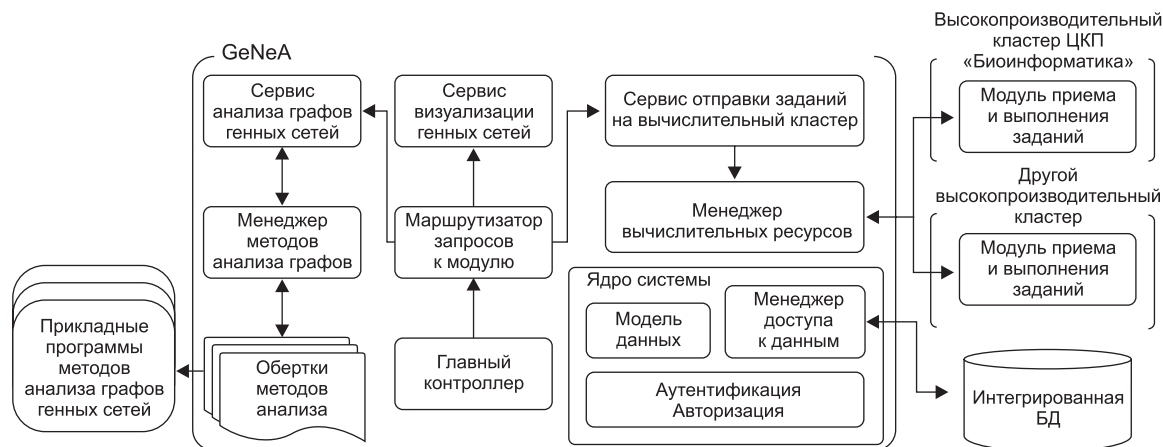 GeNeA
Сервис
анализа графов
генных сетей
Сервис
визуализации
генных сетей
Сервис отправки заданий
на вычислительный кластер
Высокопроизводительный
кластер ЦКП
«Биоинформатика»
Модуль приема
и выполнения
заданий
Менеджер
методов
анализа графов
Маршрутизатор
запросов
к модулю
Менеджер
вычислительных ресурсов
Другой
высокопроизводительный
кластер
Модуль приема
и выполнения
заданий
Прикладные
программы
методов
анализа графов
генных сетей
Обертки
методов
анализа
Главный
контроллер
Ядро системы
Модель
данных
Менеджер
доступа
к данным
Аутентификация
Авторизация
Интегрированная
БД